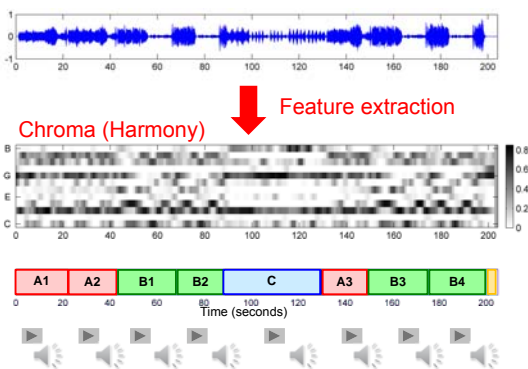 1
0
-1
0 20 40 60 80 100 120 140 160 180 200
Feature extraction
Chroma (Harmony)
B
G
E
C
0.8
0.6
0.4
0.2
0
0 20 40 60 80 100 120 140 160 180 200
A1 A2 B1 B2 C A3 B3 B4
0 20 40 60 80 100 120 140 160 180 200
Time (seconds)